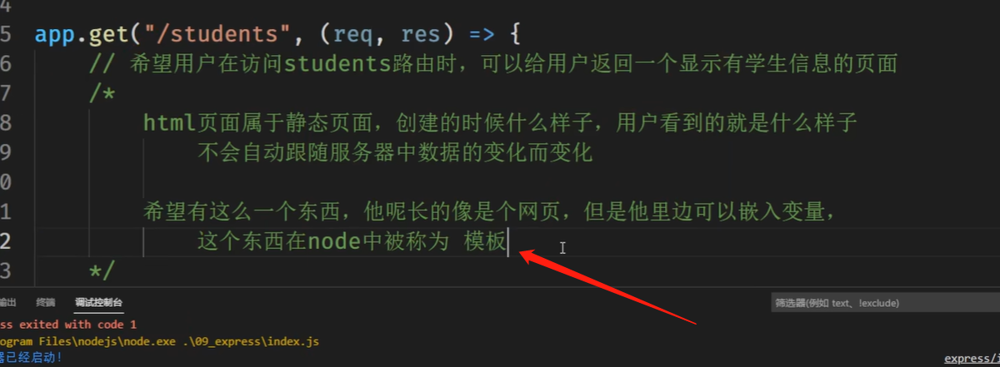 4
5 app.get("/students", (req, res) => {
6 // 希望用户在访问students路由时，可以给用户返回一个显示有学生信息的页面
7 /*
8 html页面属于静态页面，创建的时候什么样子，用户看到的就是什么样子
9 不会自动跟随服务器中数据的变化而变化
0
1 希望有这么一个东西，他呢长的像是个网页，但是他里边可以嵌入变量，
2 这个东西在node中被称为 模板
3 */
输出 终端 调试控制台 筛选器(例如 text、!exclude)
ss exited with code 1
ogram Files\nodejs\node.exe .\09_express\index.js
器已经启动！
express/i